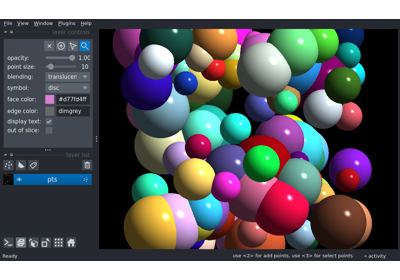 File View Window Plugins Help
layer controls
opacity: 1.00
point size: 10
blending: translucen
symbol: disc
face color: #d77fd4ff
edge color: dimgrey
display text:
out of slice:
layer list
pts
Ready use <2> for add points, use <3> for select points activity